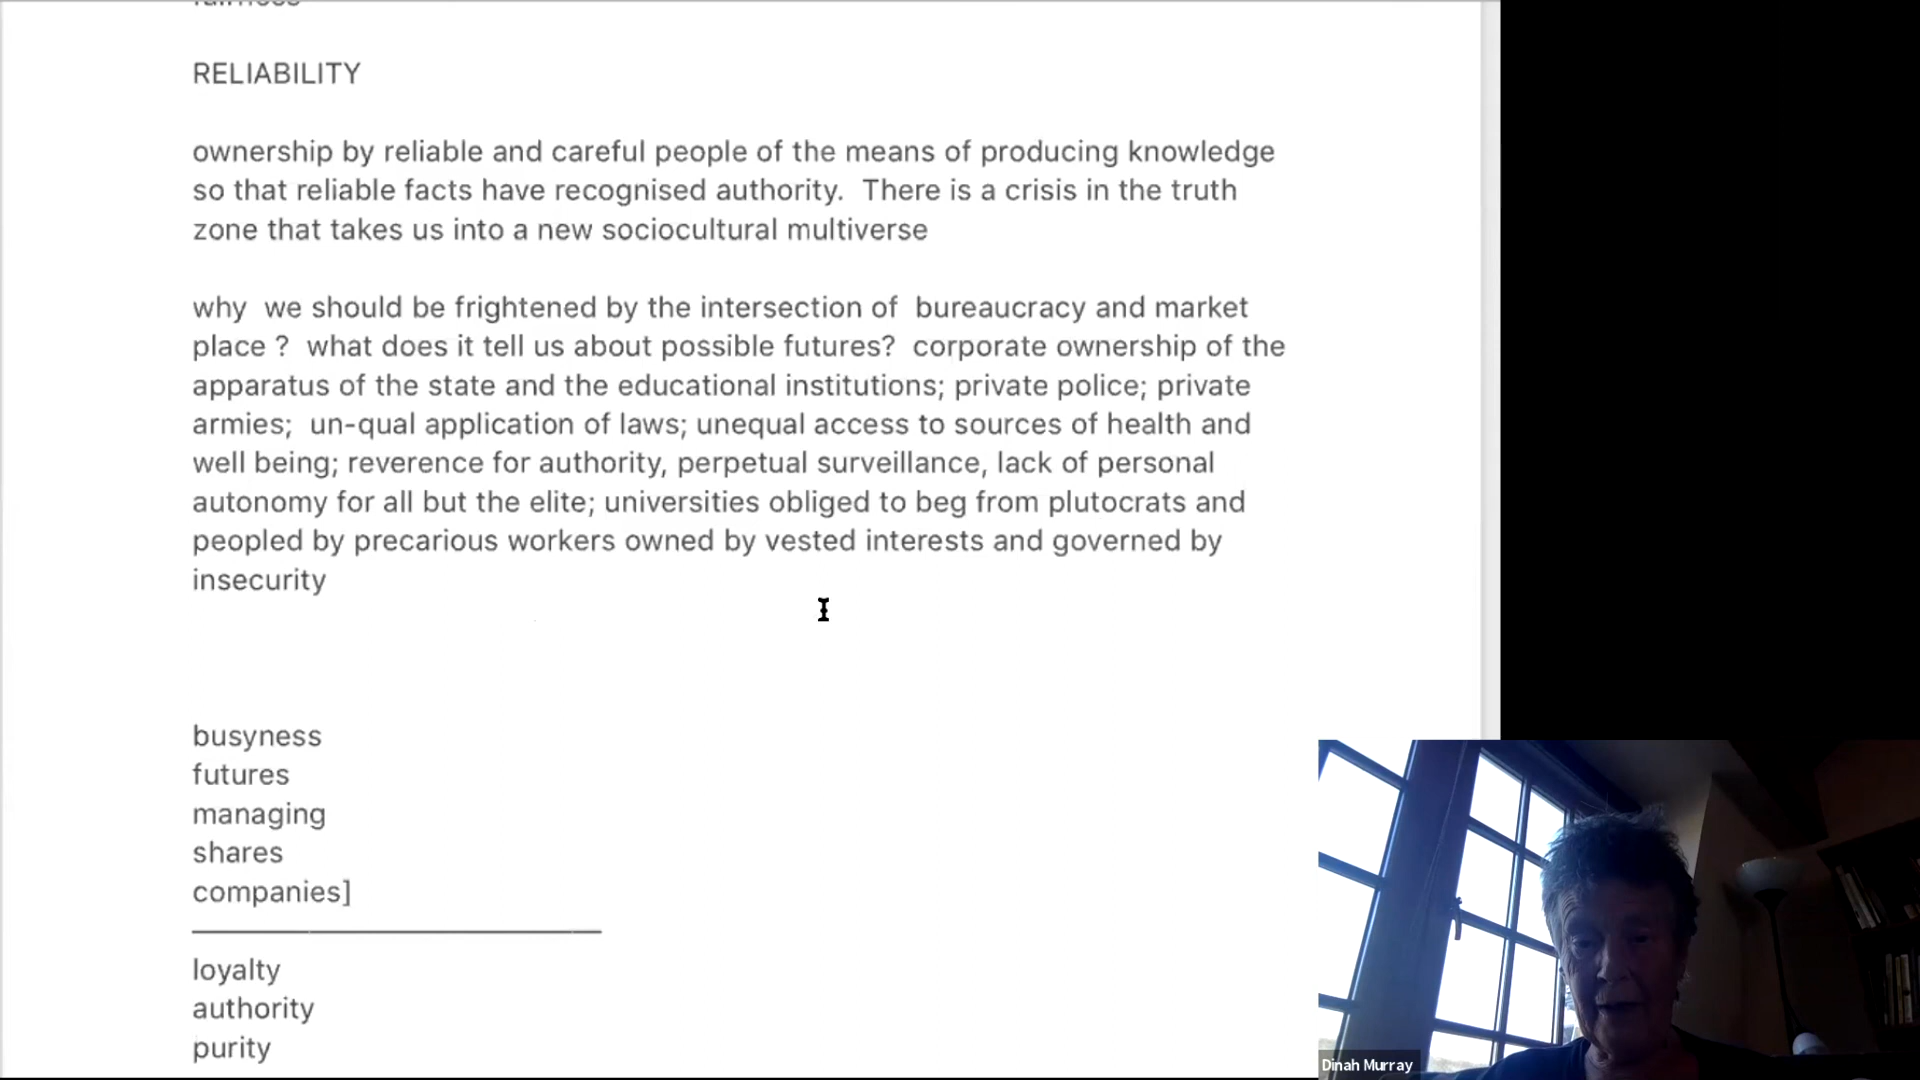 fairness
RELIABILITY
ownership by reliable and careful people of the means of producing knowledge
so that reliable facts have recognised authority.  There is a crisis in the truth
zone that takes us into a new sociocultural multiverse
why  we should be frightened by the intersection of  bureaucracy and market
place ?  what does it tell us about possible futures?  corporate ownership of the
apparatus of the state and the educational institutions; private police; private
armies;  un-qual application of laws; unequal access to sources of health and
well being; reverence for authority, perpetual surveillance, lack of personal
autonomy for all but the elite; universities obliged to beg from plutocrats and
peopled by precarious workers owned by vested interests and governed by
insecurity
busyness
futures
managing
shares
companies]
loyalty
authority
purity
Dinah Murray